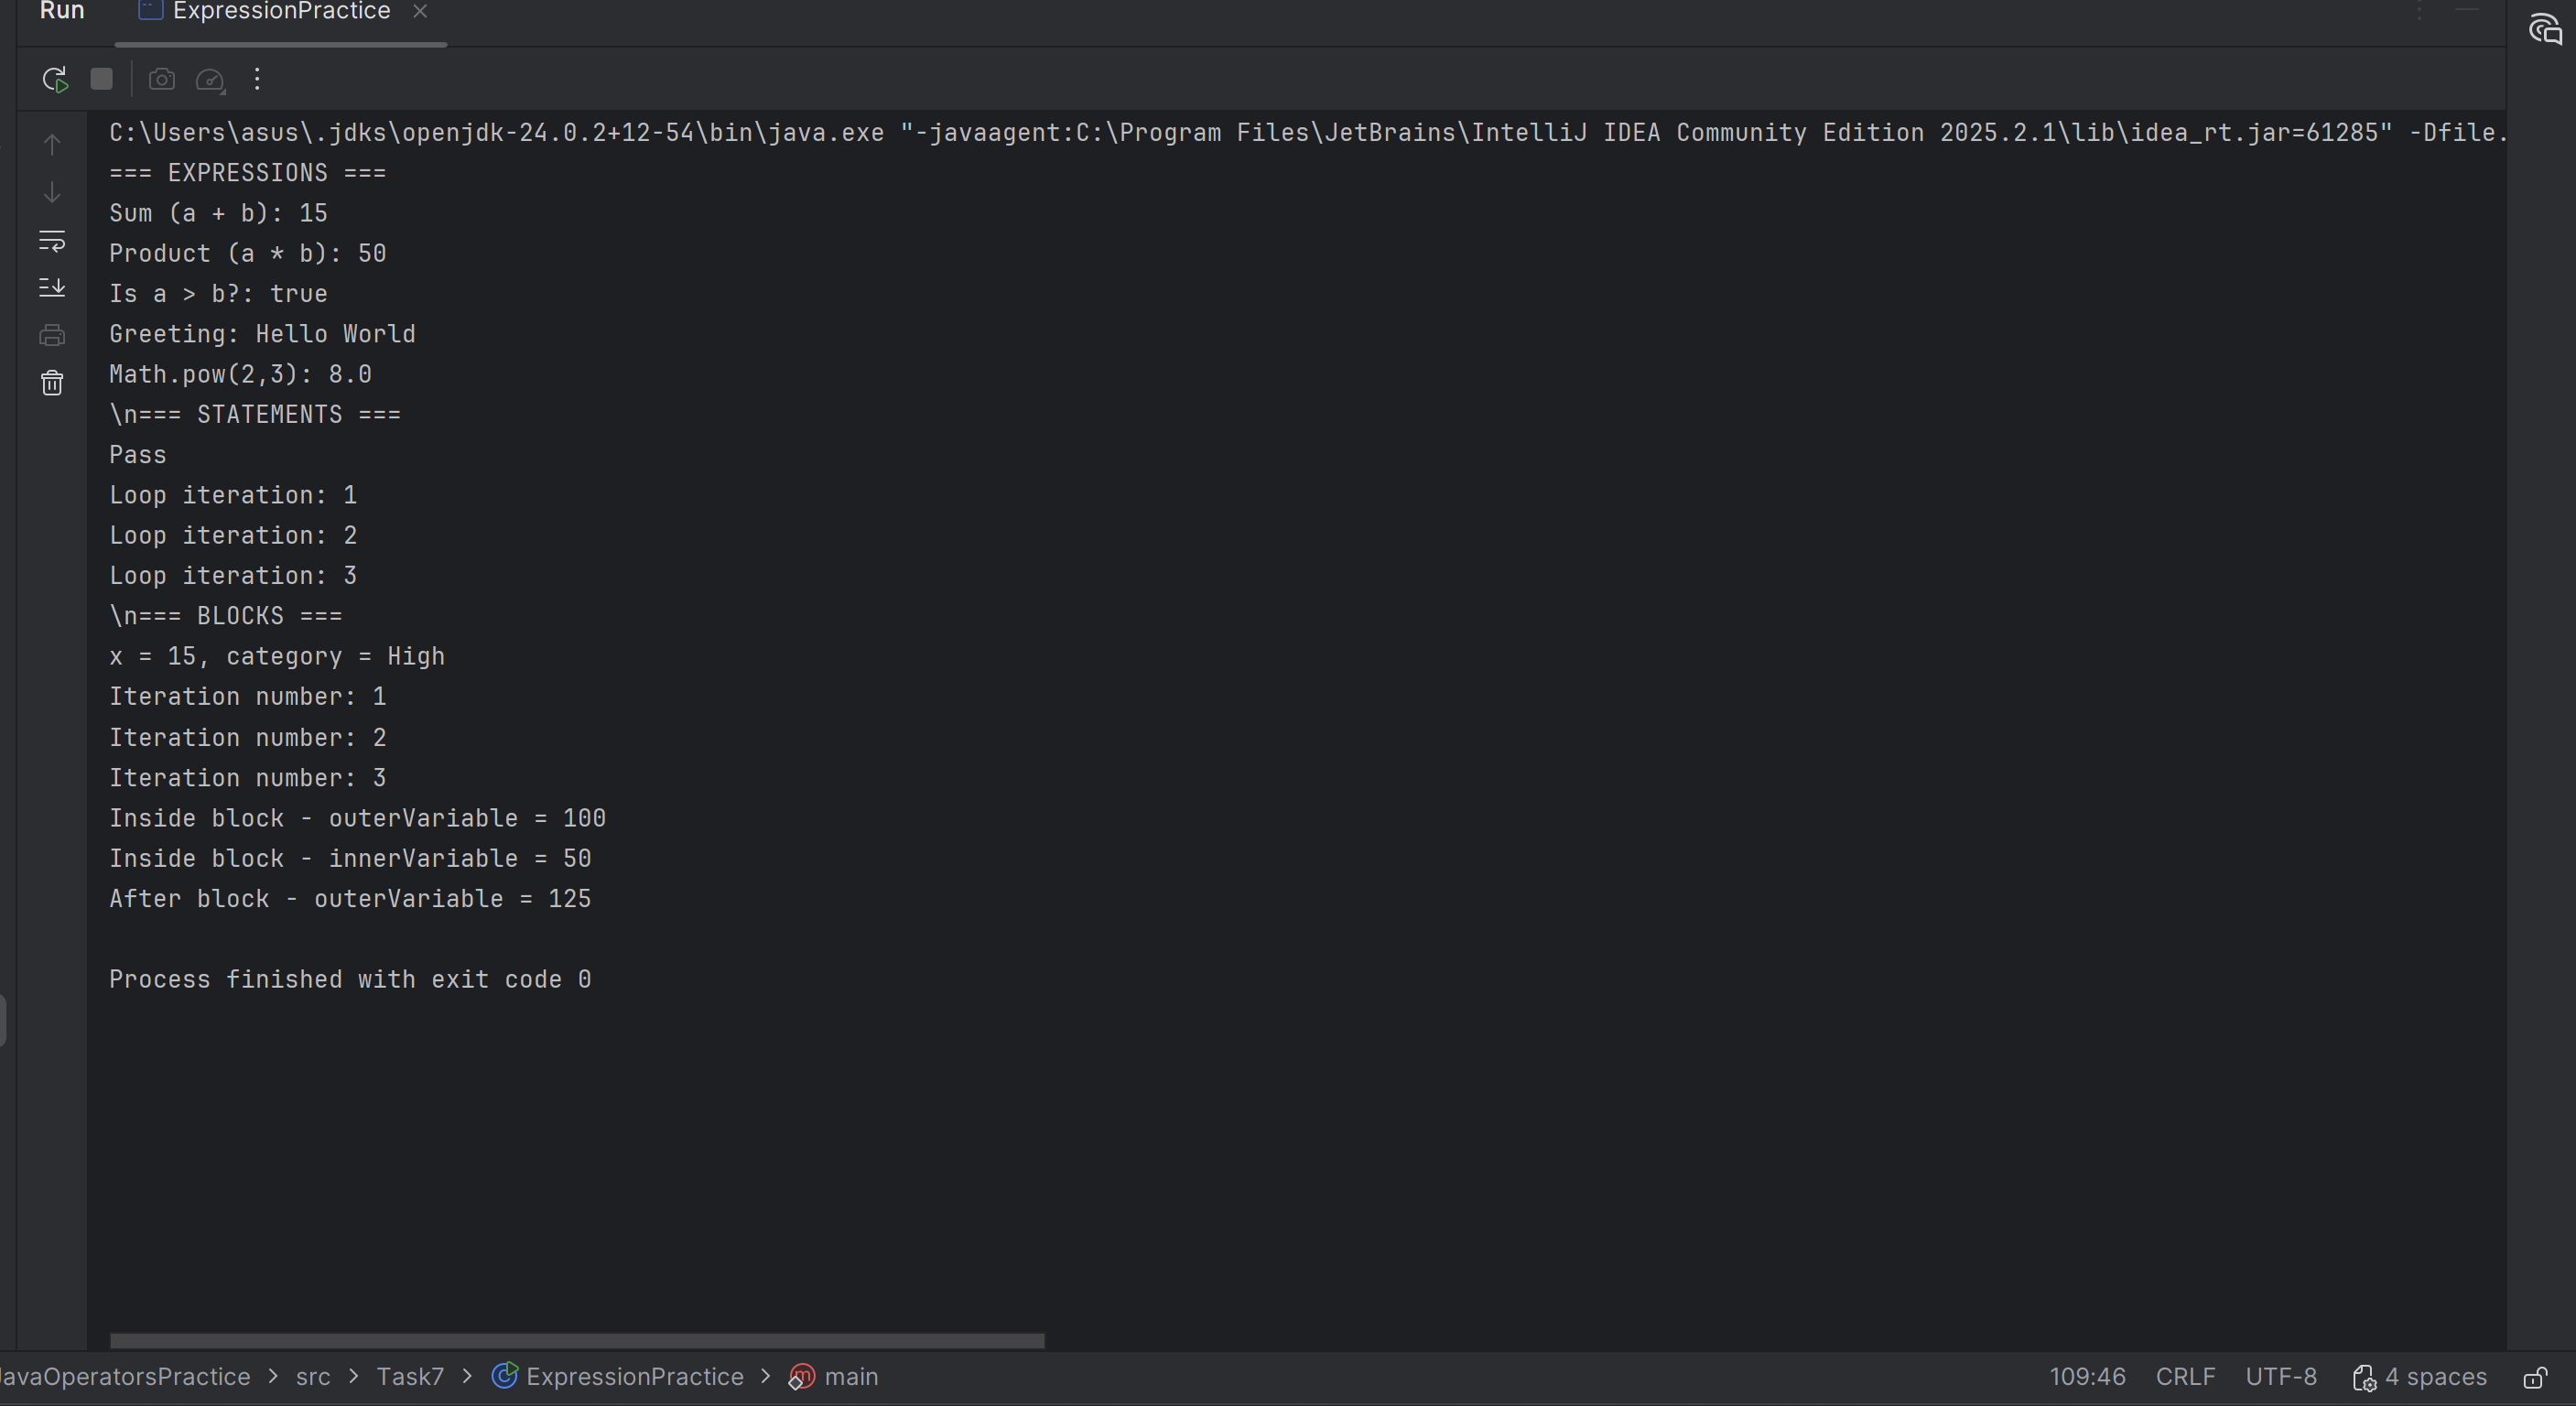 Run ExpressionPractice
C:\Users\asus\.jdks\openjdk-24.0.2+12-54\bin\java.exe "-javaagent:C:\Program Files\JetBrains\IntelliJ IDEA Community Edition 2025.2.1\lib\idea_rt.jar=61285" -Dfile.
=== EXPRESSIONS ===
Sum (a + b): 15
Product (a * b): 50
Is a > b?: true
Greeting: Hello World
Math.pow(2,3): 8.0
\n=== STATEMENTS ===
Pass
Loop iteration: 1
Loop iteration: 2
Loop iteration: 3
\n=== BLOCKS ===
x = 15, category = High
Iteration number: 1
Iteration number: 2
Iteration number: 3
Inside block - outerVariable = 100
Inside block - innerVariable = 50
After block - outerVariable = 125
Process finished with exit code 0
JavaOperatorsPractice > src > Task7 > ExpressionPractice > main 109:46 CRLF UTF-8 4 spaces